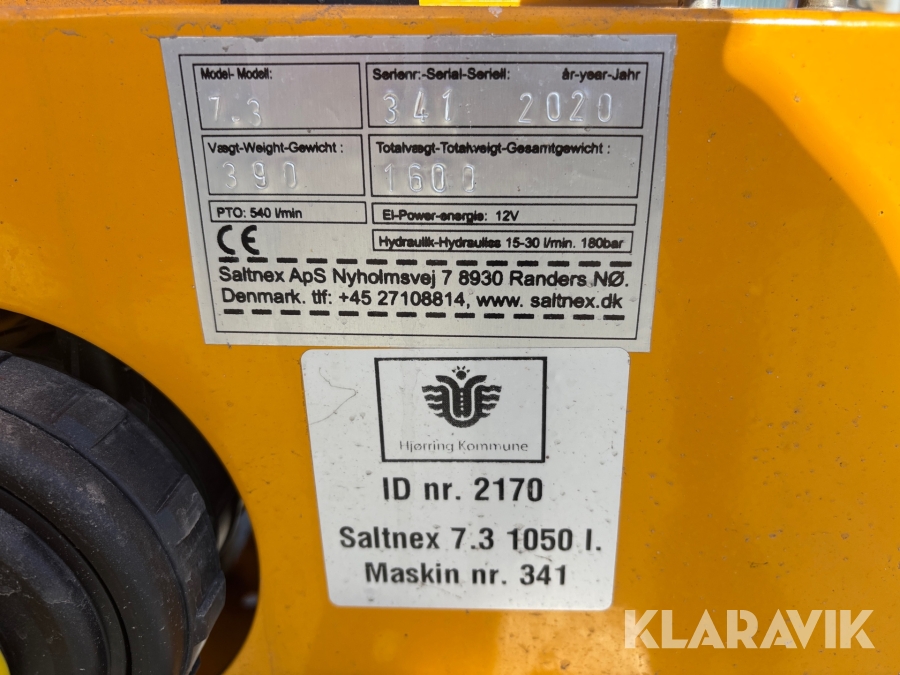 Model- Modell:
7.3
Serienr:-Serial-Seriell: år-year-Jahr
341 2020
Vægt-Weight-Gewicht :
390
Totalvægt-Totalweigt-Gesamtgewicht :
1600
PTO: 540 l/min
El-Power-energie: 12V
CE
Hydraulik-Hydraulics 15-30 l/min. 180bar
Saltnex ApS Nyholmsvej 7 8930 Randers NØ.
Denmark. tlf: +45 27108814, www. saltnex.dk
Hjørring Kommune
ID nr. 2170
Saltnex 7.3 1050 l.
Maskin nr. 341
KLARAVIK